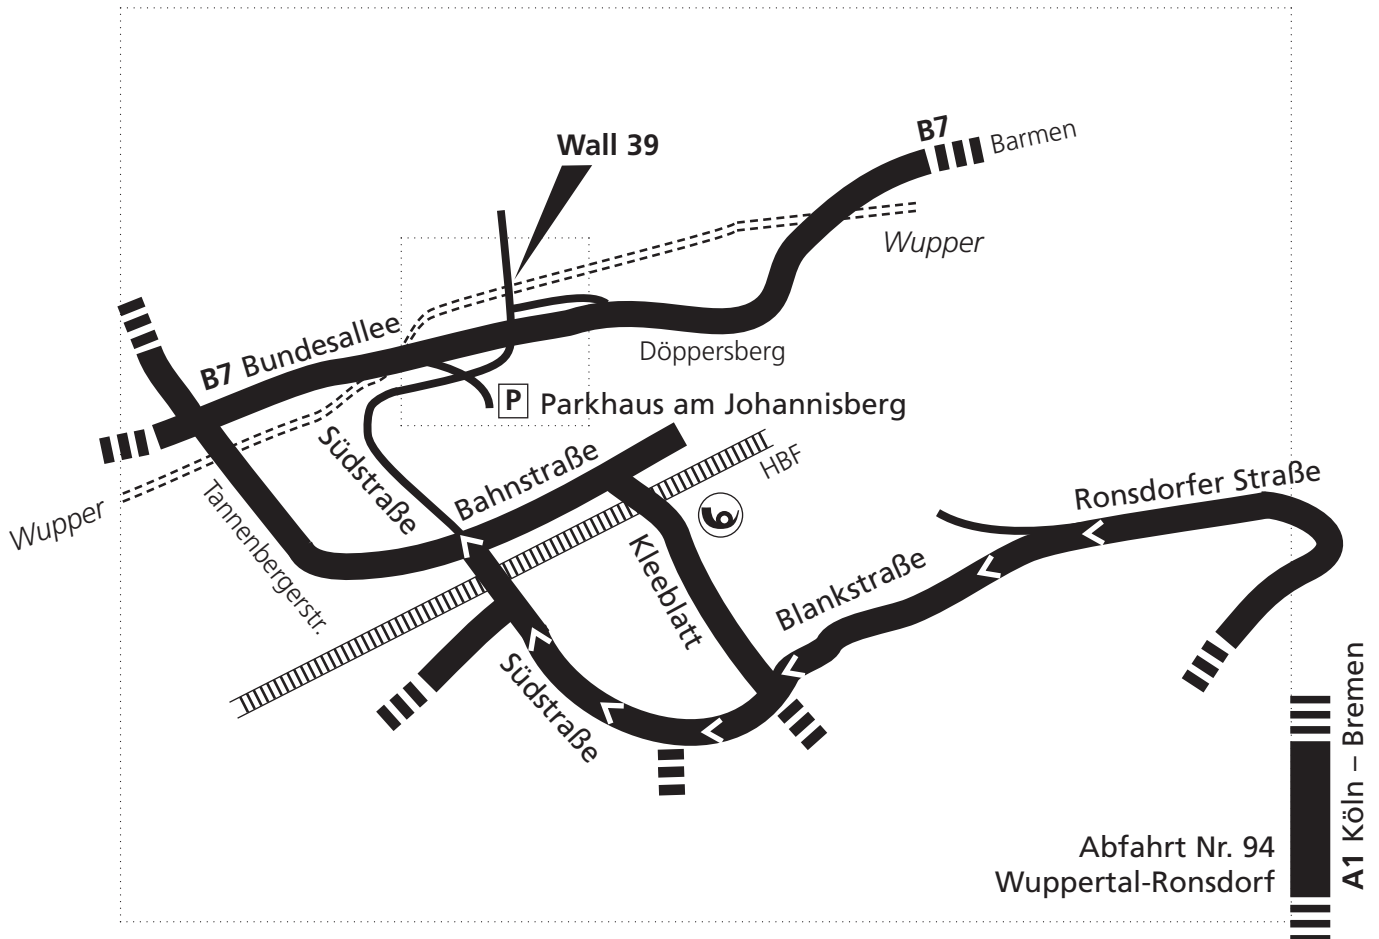 B7
Barmen
Wall 39
Wupper
B7 Bundesallee
Döppersberg
P
Parkhaus am Johannisberg
Südstraße
Bahnstraße
HBF
Ronsdorfer Straße
Wupper
Tannenbergerstr.
Kleeblatt
Blankstraße
Südstraße
A1 Köln – Bremen
Abfahrt Nr. 94
Wuppertal-Ronsdorf